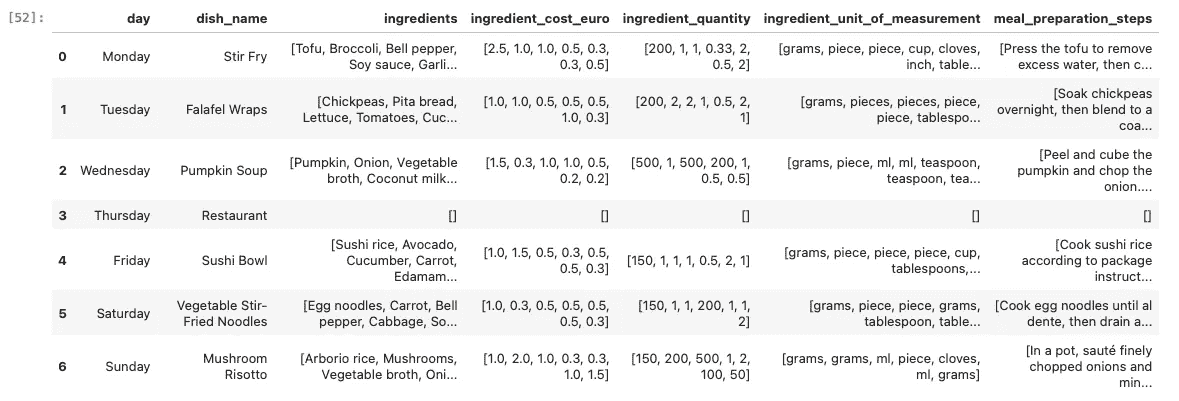 [52]: day dish_name ingredients ingredient_cost_euro ingredient_quantity ingredient_unit_of_measurement meal_preparation_steps
0 Monday Stir Fry [Tofu, Broccoli, Bell pepper, Soy sauce, Garli... [2.5, 1.0, 1.0, 0.5, 0.3, 0.3, 0.5] [200, 1, 1, 0.33, 2, 0.5, 2] [grams, piece, piece, cup, cloves, inch, table... [Press the tofu to remove excess water, then c...
1 Tuesday Falafel Wraps [Chickpeas, Pita bread, Lettuce, Tomatoes, Cuc... [1.0, 1.0, 0.5, 0.5, 0.5, 1.0, 0.3] [200, 2, 2, 1, 0.5, 2, 1] [grams, pieces, pieces, piece, piece, tablespo... [Soak chickpeas overnight, then blend to a coa...
2 Wednesday Pumpkin Soup [Pumpkin, Onion, Vegetable broth, Coconut milk... [1.5, 0.3, 1.0, 1.0, 0.5, 0.2, 0.2] [500, 1, 500, 200, 1, 0.5, 0.5] [grams, piece, ml, ml, teaspoon, teaspoon, tea... [Peel and cube the pumpkin and chop the onion....
3 Thursday Restaurant [] [] [] [] []
4 Friday Sushi Bowl [Sushi rice, Avocado, Cucumber, Carrot, Edamam... [1.0, 1.5, 0.5, 0.3, 0.5, 0.5, 0.3] [150, 1, 1, 1, 0.5, 2, 1] [grams, piece, piece, piece, cup, tablespoons,... [Cook sushi rice according to package instruct...
5 Saturday Vegetable Stir-Fried Noodles [Egg noodles, Carrot, Bell pepper, Cabbage, So... [1.0, 0.3, 0.5, 0.5, 0.5, 0.5, 0.3] [150, 1, 1, 200, 1, 1, 2] [grams, piece, piece, grams, tablespoon, table... [Cook egg noodles until al dente, then drain a...
6 Sunday Mushroom Risotto [Arborio rice, Mushrooms, Vegetable broth, Oni... [1.0, 2.0, 1.0, 0.3, 0.3, 1.0, 1.5] [150, 200, 500, 1, 2, 100, 50] [grams, grams, ml, piece, cloves, ml, grams] [In a pot, sauté finely chopped onions and min...